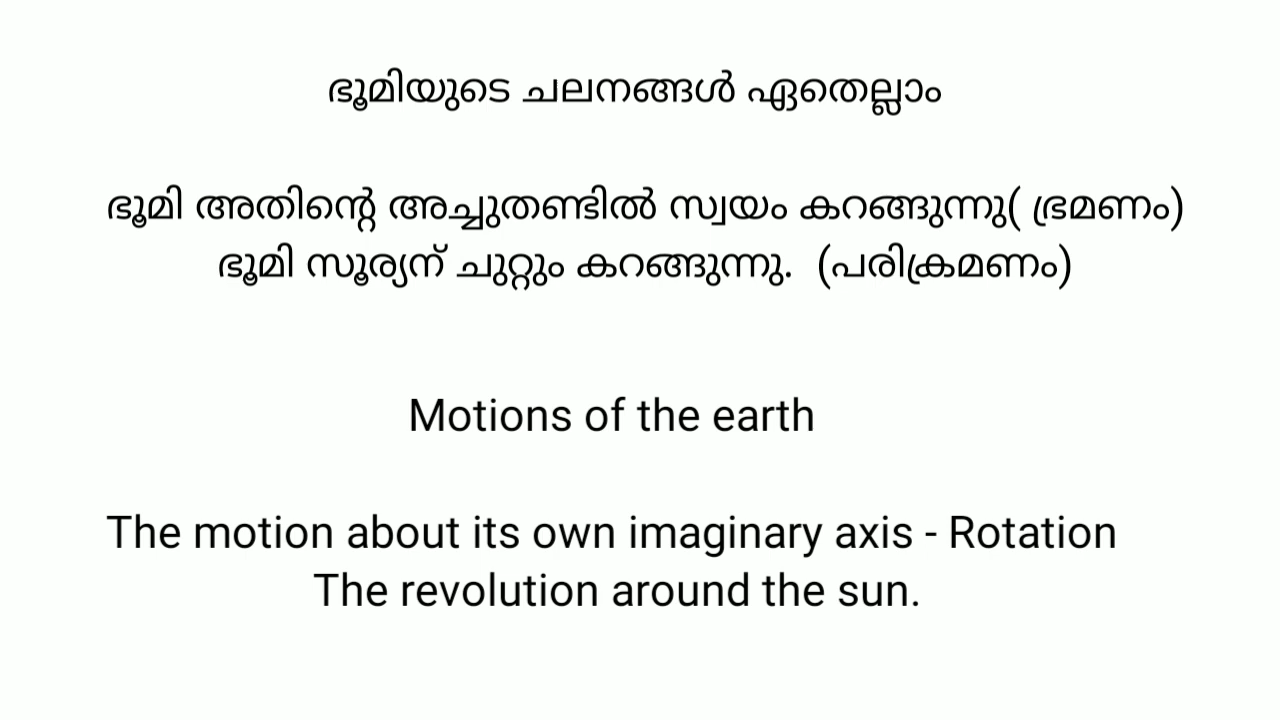 ഭൂമിയുടെ ചലനങ്ങൾ ഏതെല്ലാം
ഭൂമി അതിന്റെ അച്ചുതണ്ടിൽ സ്വയം കറങ്ങുന്നു( ഭ്രമണം)
ഭൂമി സൂര്യന് ചുറ്റും കറങ്ങുന്നു. (പരിക്രമണം)
Motions of the earth
The motion about its own imaginary axis - Rotation
The revolution around the sun.